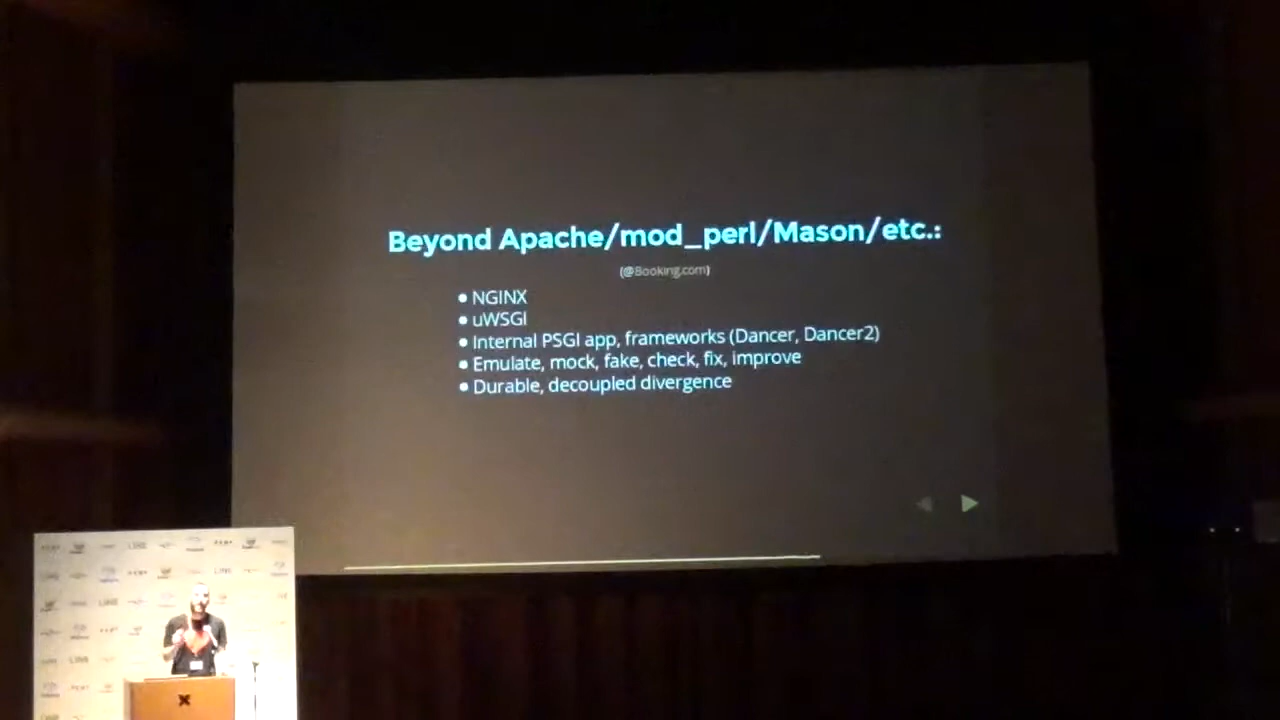 Beyond Apache/mod_perl/Mason/etc.:
(@Booking.com)
• NGINX
• uWSGI
• Internal PSGI app, frameworks (Dancer, Dancer2)
• Emulate, mock, fake, check, fix, improve
• Durable, decoupled divergence